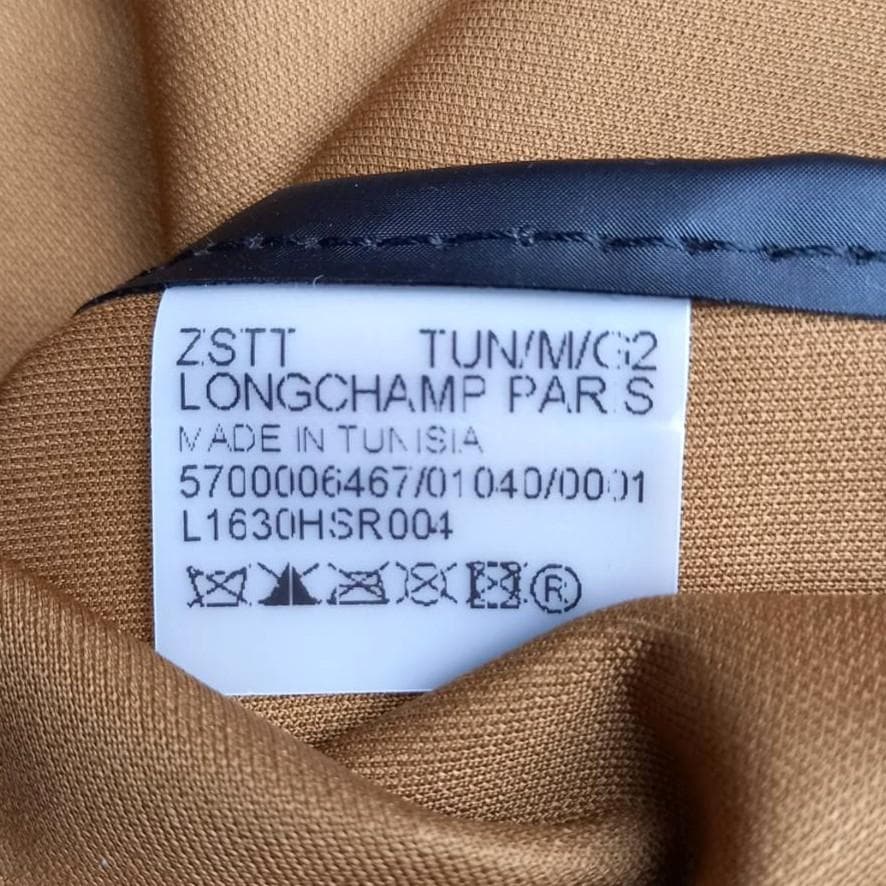 ZSTT TUN/M/G2
LONGCHAMP PARIS
MADE IN TUNISIA
5700006467/01040/0001
L1630HSR004
R